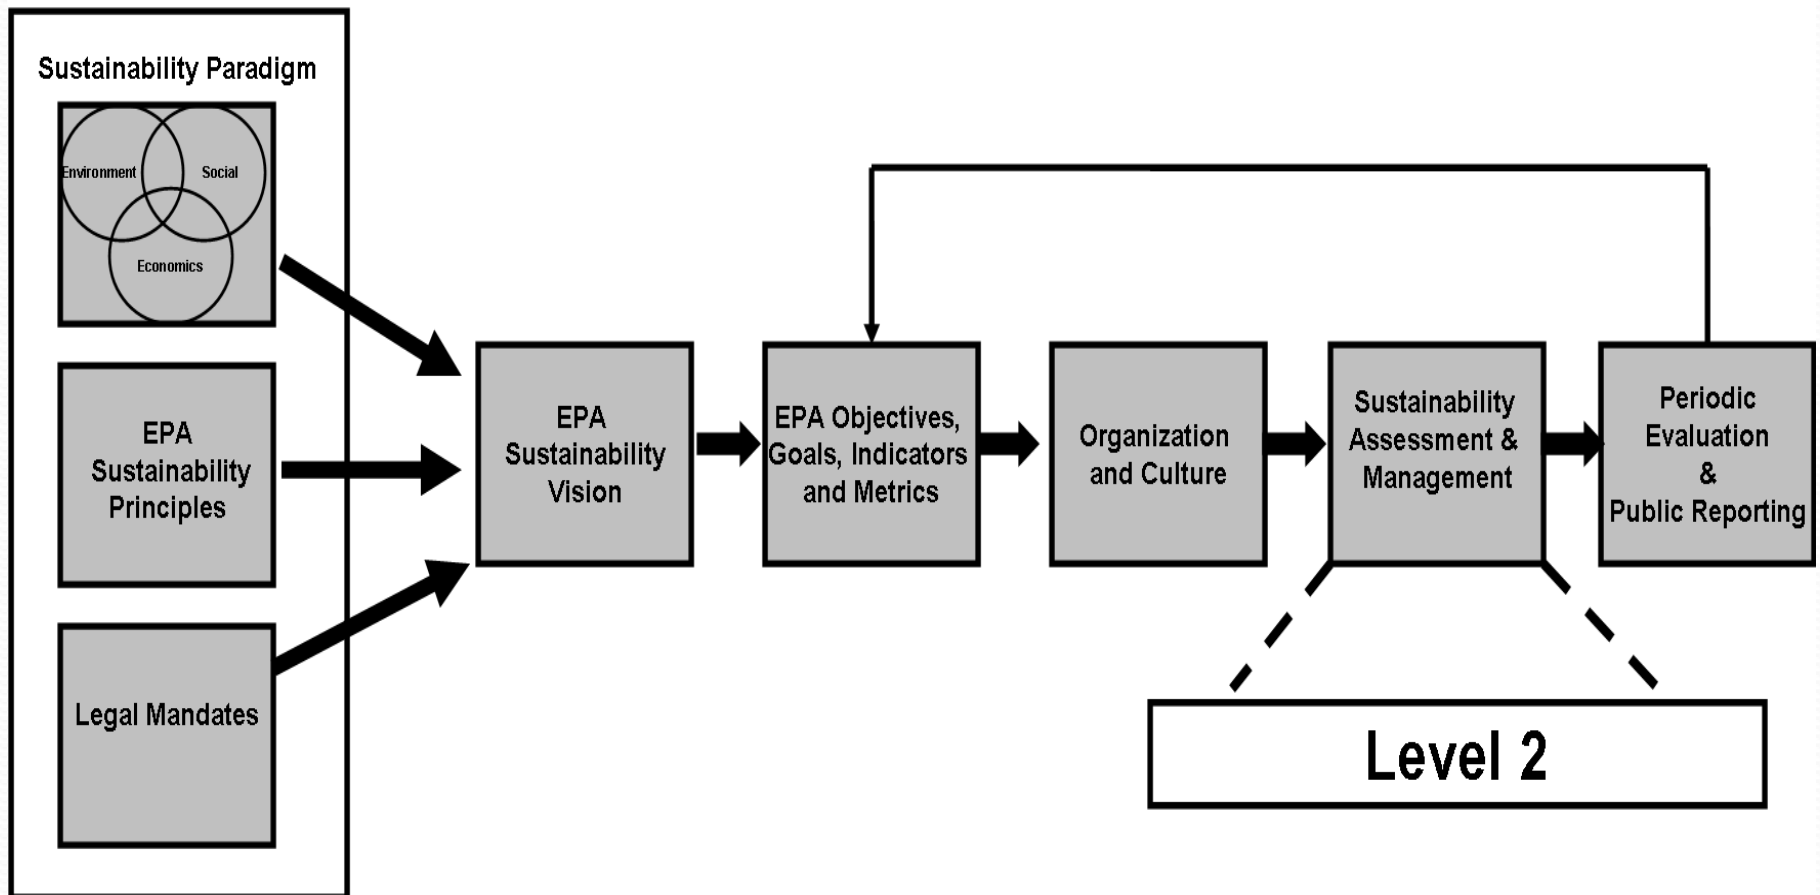 Sustainability Paradigm
Environment
Social
Economics
EPA
Sustainability
Principles
Legal Mandates
EPA
Sustainability
Vision
EPA Objectives,
Goals, Indicators
and Metrics
Organization
and Culture
Sustainability
Assessment &
Management
Periodic
Evaluation
&
Public Reporting
Level 2